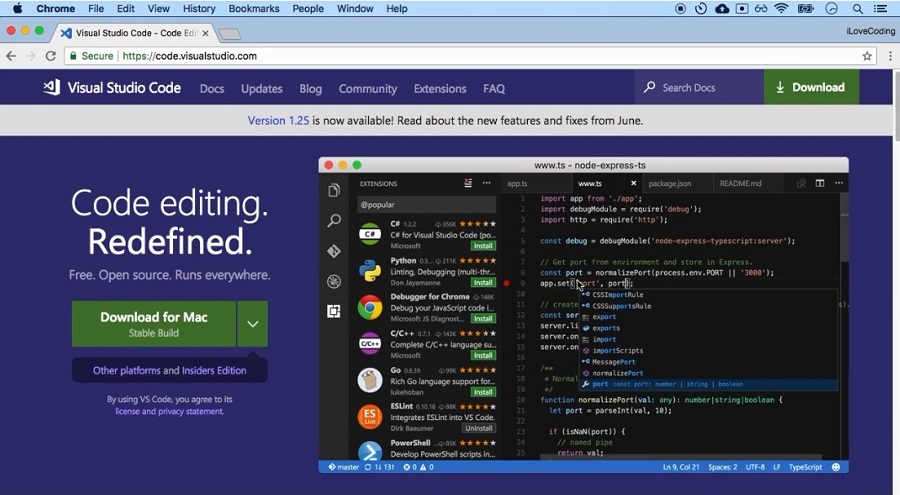 Chrome File Edit View History Bookmarks People Window Help
Visual Studio Code - Code Edit
iLoveCoding
Secure https://code.visualstudio.com
Visual Studio Code Docs Updates Blog Community Extensions FAQ Search Docs Download
Version 1.25 is now available! Read about the new features and fixes from June.
Code editing.
Redefined.
Free. Open source. Runs everywhere.
Download for Mac
Stable Build
Other platforms and Insiders Edition
By using VS Code, you agree to its
license and privacy statement.
www.ts - node-express-ts
EXTENSIONS
@popular
C# 1.2.2 356K
C# for Visual Studio Code (po...
Microsoft Install
Python 0.7.0 211K
Linting, Debugging (multi-thr...
Don Jayamanne Install
Debugger for Chrome 148K
Debug your JavaScript code i...
Microsoft JS Diagnost... Install
C/C++ 0.7.1 143K
Complete C/C++ language su...
Microsoft Install
Go 0.6.39 99K
Rich Go language support for...
lukehoban Install
ESLint 0.10.18 88K
Integrates ESLint into VS Code.
Dirk Baeumer Uninstall
PowerShell 85K
Develop PowerShell scripts in...
app.ts www.ts package.json README.md
1 import app from './app';
2 import debugModule = require('debug');
3 import http = require('http');
4
5 const debug = debugModule('node-express-typescript:server');
6
7 // Get port from environment and store in Express.
8 const port = normalizePort(process.env.PORT || '3000');
9 app.set('port', port);
10
11 // create
12 const ser
13 server.li
14 server.on
15 server.on
16
17 /**
18 * Normal
19 */
20 function normalizePort(val: any): number|string|boolean {
21 let port = parseInt(val, 10);
22
23 if (isNaN(port)) {
24 // named pipe
25 return val;
CSSImportRule
CSSSupportsRule
export
exports
import
importScripts
MessagePort
normalizePort
port const port: number | string | boolean
master 1↓ 13↑ 0 0 Ln 9, Col 21 Spaces: 2 UTF-8 LF TypeScript